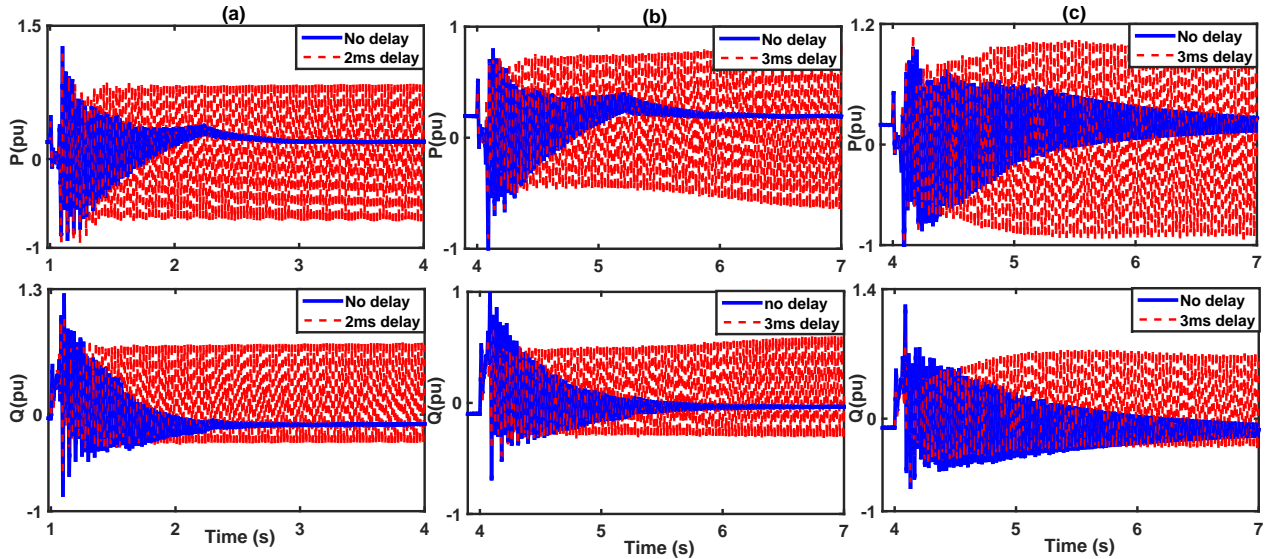 (a)
(b)
(c)
1.5
P(pu)
0
-1
1
2
3
4
No delay
2ms delay
1
P(pu)
0
-1
4
5
6
7
No delay
3ms delay
1.2
P(pu)
0
-1
4
5
6
7
No delay
3ms delay
1.3
Q(pu)
0
-1
1
2
3
4
Time (s)
No delay
2ms delay
1
Q(pu)
0
-1
4
5
6
7
Time (s)
no delay
3ms delay
1.4
Q(pu)
0
-1
4
5
6
7
Time (s)
No delay
3ms delay